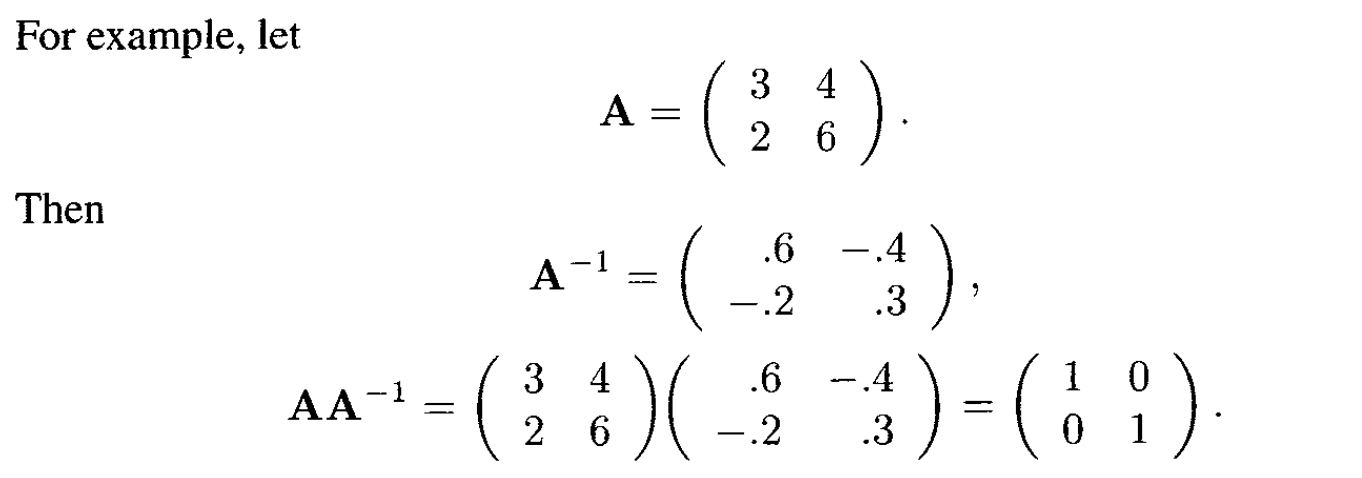 For example, let
A = ( 3 4
2 6 ) .
Then
A⁻¹ = ( .6 −.4
−.2 .3 ) ,
AA⁻¹ = ( 3 4
2 6 ) ( .6 −.4
−.2 .3 ) = ( 1 0
0 1 ) .